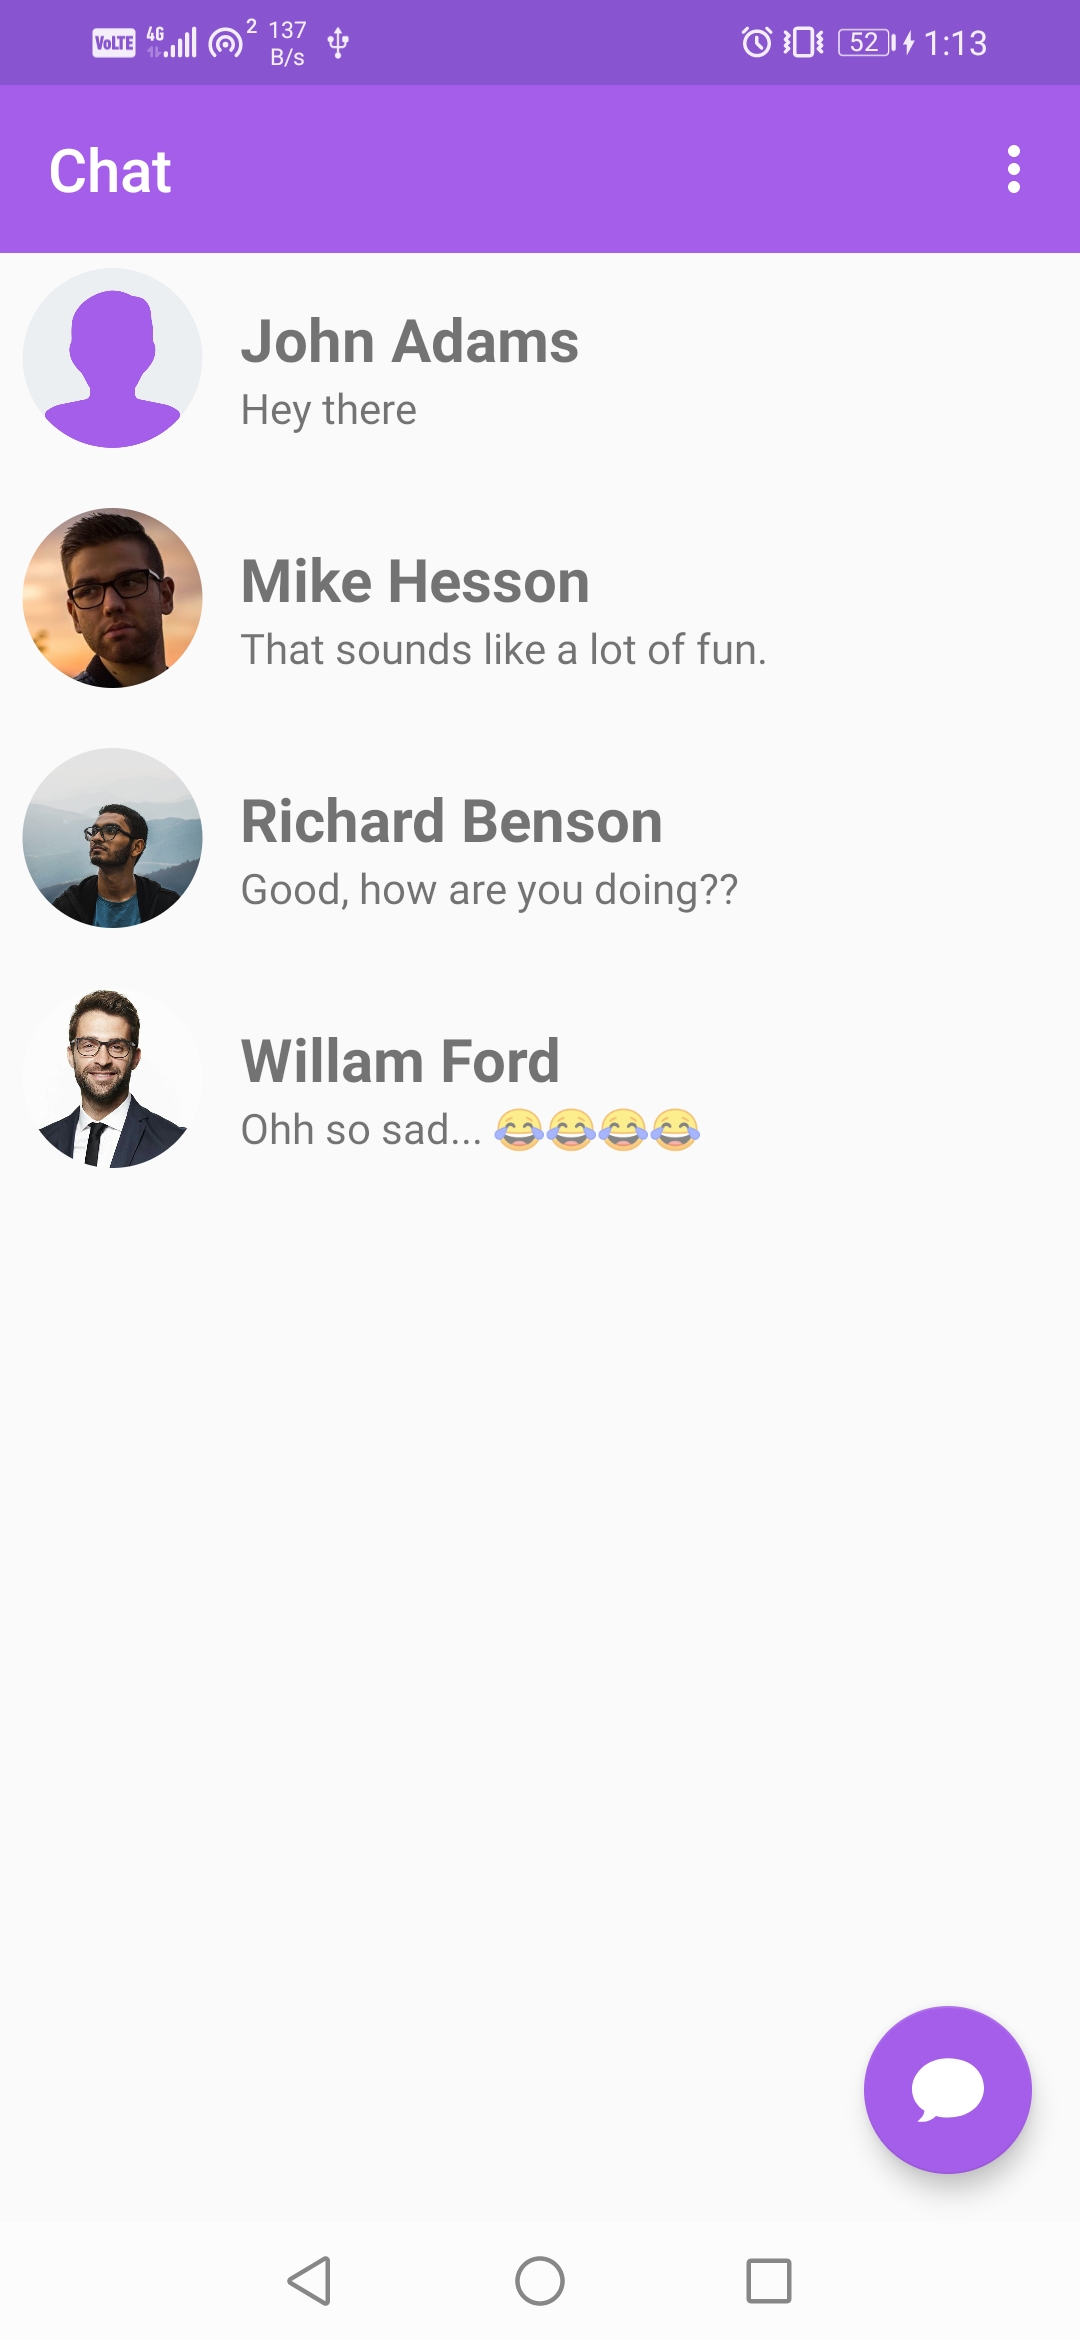 VoLTE 4G 2 137 B/s 52 1:13
Chat
John Adams
Hey there
Mike Hesson
That sounds like a lot of fun.
Richard Benson
Good, how are you doing??
Willam Ford
Ohh so sad... 😂😂😂😂